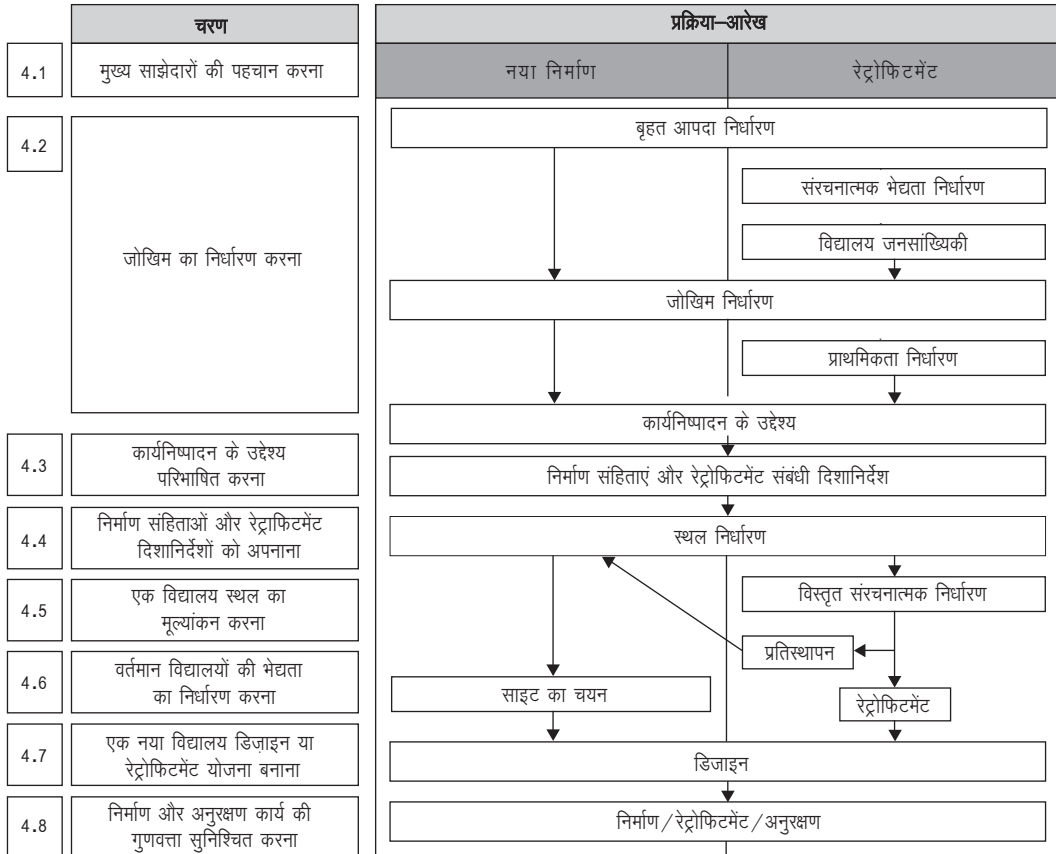 चरण
4.1
मुख्य साझेदारों की पहचान करना
4.2
जोखिम का निर्धारण करना
4.3
कार्यनिष्पादन के उद्देश्य
परिभाषित करना
4.4
निर्माण संहिताओं और रेट्राफिटमेंट
दिशानिर्देशों को अपनाना
4.5
एक विद्यालय स्थल का
मूल्यांकन करना
4.6
वर्तमान विद्यालयों की भेद्यता
का निर्धारण करना
4.7
एक नया विद्यालय डिज़ाइन या
रेट्रोफिटमेंट योजना बनाना
4.8
निर्माण और अनुरक्षण कार्य की
गुणवत्ता सुनिश्चित करना
प्रक्रिया–आरेख
नया निर्माण
रेट्रोफिटमेंट
बृहत आपदा निर्धारण
संरचनात्मक भेद्यता निर्धारण
विद्यालय जनसांख्यिकी
जोखिम निर्धारण
प्राथमिकता निर्धारण
कार्यनिष्पादन के उद्देश्य
निर्माण संहिताएं और रेट्रोफिटमेंट संबंधी दिशानिर्देश
स्थल निर्धारण
विस्तृत संरचनात्मक निर्धारण
प्रतिस्थापन
साइट का चयन
रेट्रोफिटमेंट
डिजाइन
निर्माण/रेट्रोफिटमेंट/अनुरक्षण